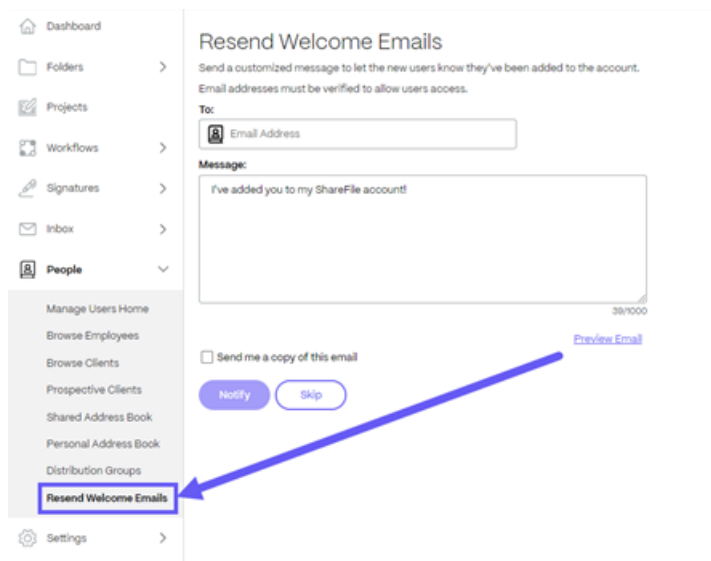 Dashboard
Folders
Projects
Workflows
Signatures
Inbox
People
Manage Users Home
Browse Employees
Browse Clients
Prospective Clients
Shared Address Book
Personal Address Book
Distribution Groups
Resend Welcome Emails
Settings
Resend Welcome Emails
Send a customized message to let the new users know they've been added to the account.
Email addresses must be verified to allow users access.
To:
Email Address
Message:
I've added you to my ShareFile account!
39/1000
Preview Email
Send me a copy of this email
Notify
Skip